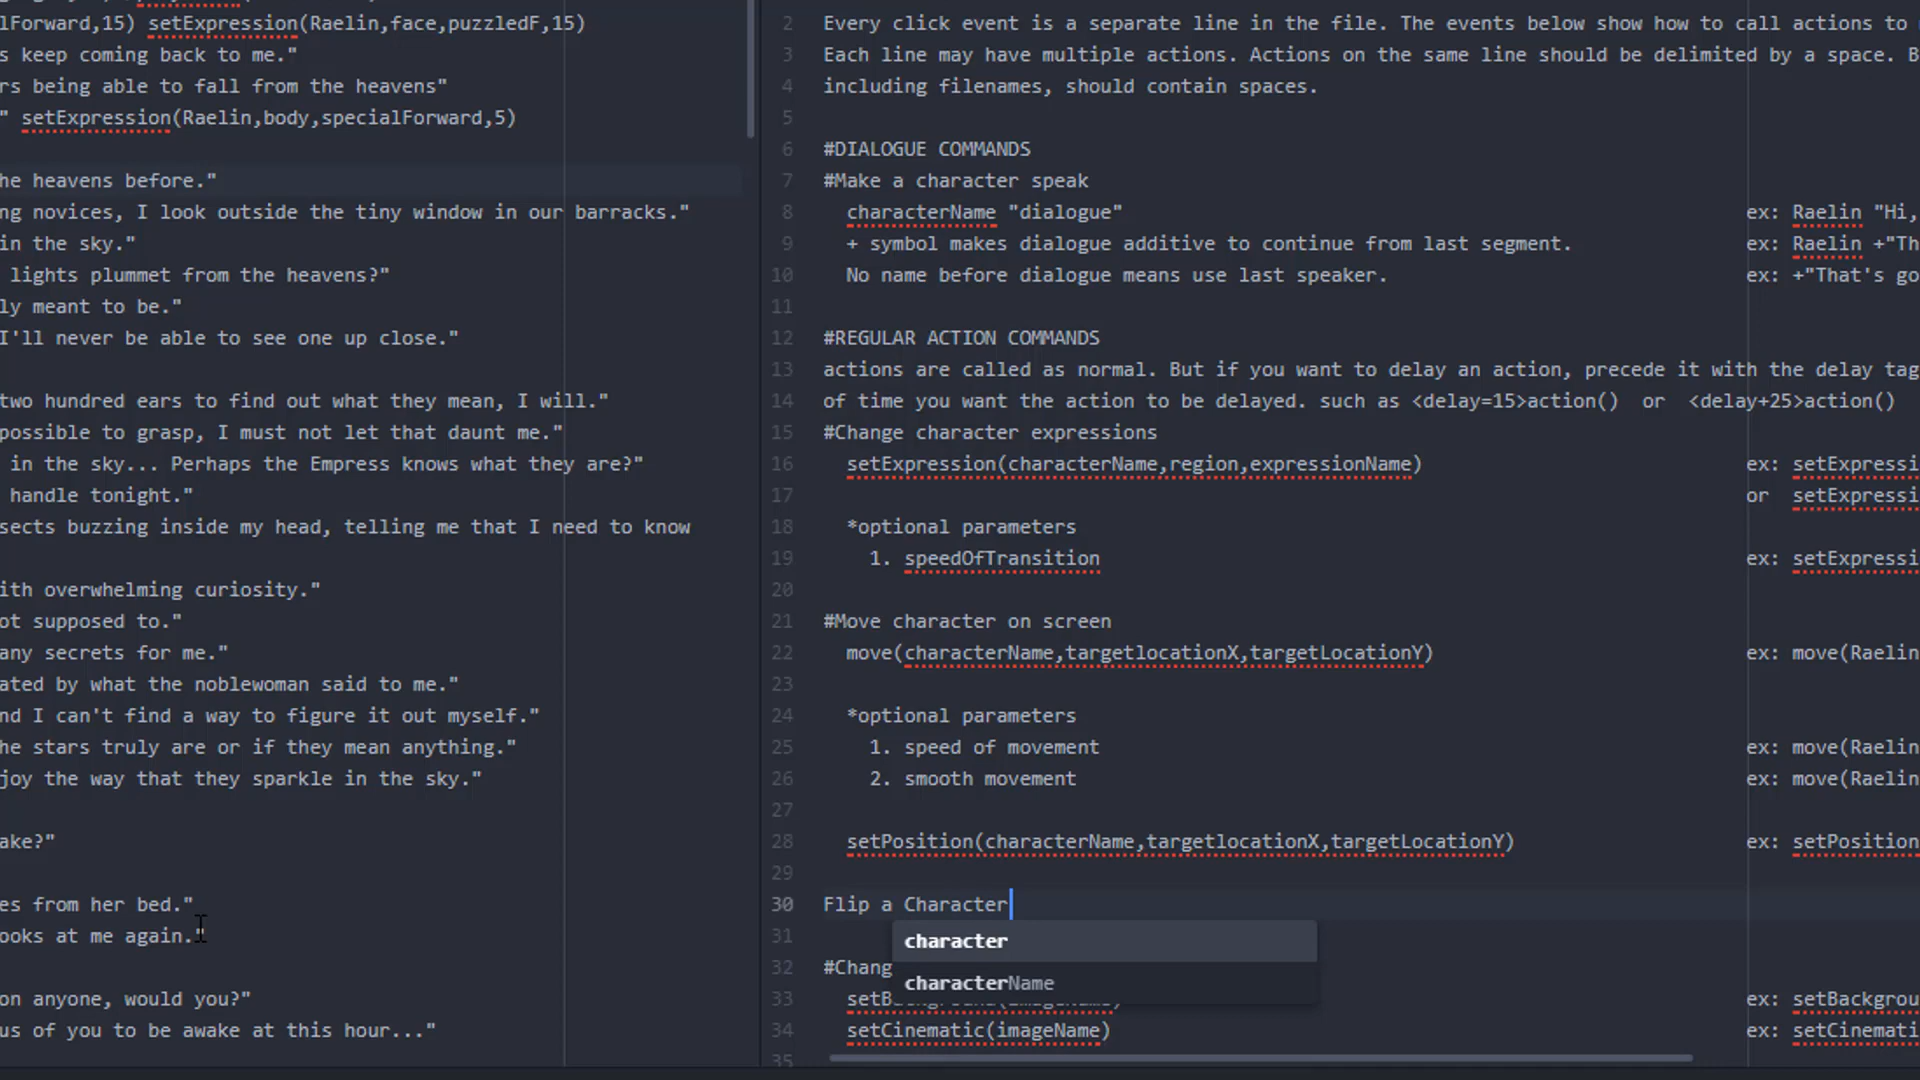 lForward,15) setExpression(Raelin,face,puzzledF,15)
s keep coming back to me."
rs being able to fall from the heavens"
" setExpression(Raelin,body,specialForward,5)
he heavens before."
ng novices, I look outside the tiny window in our barracks."
in the sky."
lights plummet from the heavens?"
ly meant to be."
I'll never be able to see one up close."
two hundred ears to find out what they mean, I will."
possible to grasp, I must not let that daunt me."
in the sky... Perhaps the Empress knows what they are?"
handle tonight."
sects buzzing inside my head, telling me that I need to know
ith overwhelming curiosity."
ot supposed to."
any secrets for me."
ated by what the noblewoman said to me."
nd I can't find a way to figure it out myself."
he stars truly are or if they mean anything."
joy the way that they sparkle in the sky."
ake?"
es from her bed."
ooks at me again."
on anyone, would you?"
us of you to be awake at this hour..."
2 Every click event is a separate line in the file. The events below show how to call actions to
3 Each line may have multiple actions. Actions on the same line should be delimited by a space. B
4 including filenames, should contain spaces.
5
6 #DIALOGUE COMMANDS
7 #Make a character speak
8 characterName "dialogue" ex: Raelin "Hi,
9 + symbol makes dialogue additive to continue from last segment. ex: Raelin +"Th
10 No name before dialogue means use last speaker. ex: +"That's go
11
12 #REGULAR ACTION COMMANDS
13 actions are called as normal. But if you want to delay an action, precede it with the delay tag
14 of time you want the action to be delayed. such as <delay=15>action() or <delay+25>action()
15 #Change character expressions
16 setExpression(characterName,region,expressionName) ex: setExpressi
17 or setExpressi
18 *optional parameters
19 1. speedOfTransition ex: setExpressi
20
21 #Move character on screen
22 move(characterName,targetlocationX,targetLocationY) ex: move(Raelin
23
24 *optional parameters
25 1. speed of movement ex: move(Raelin
26 2. smooth movement ex: move(Raelin
27
28 setPosition(characterName,targetlocationX,targetLocationY) ex: setPosition
29
30 Flip a Character
31 character
32 #Chang characterName
33 setB ex: setBackgrou
34 setCinematic(imageName) ex: setCinemati
35